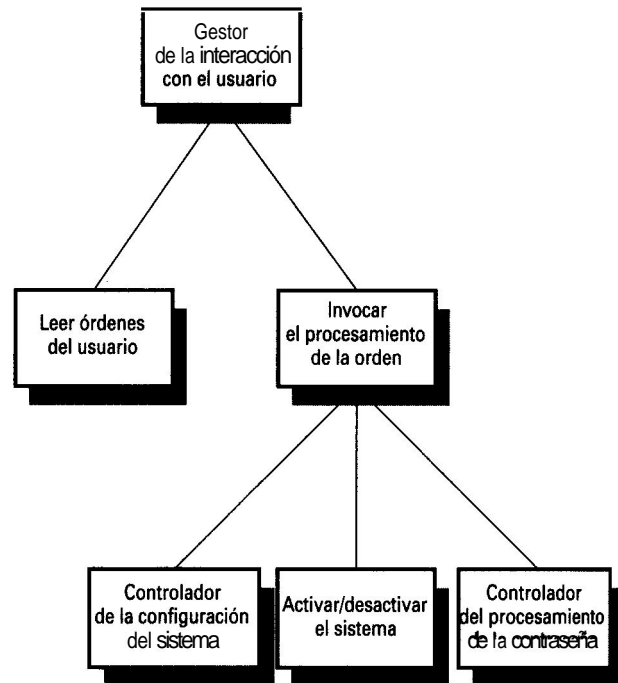 Gestor
de la interacción
con el usuario
Leer órdenes
del usuario
Invocar
el procesamiento
de la orden
Controlador
de la configuración
del sistema
Activar/desactivar
el sistema
Controlador
del procesamiento
de la contraseña